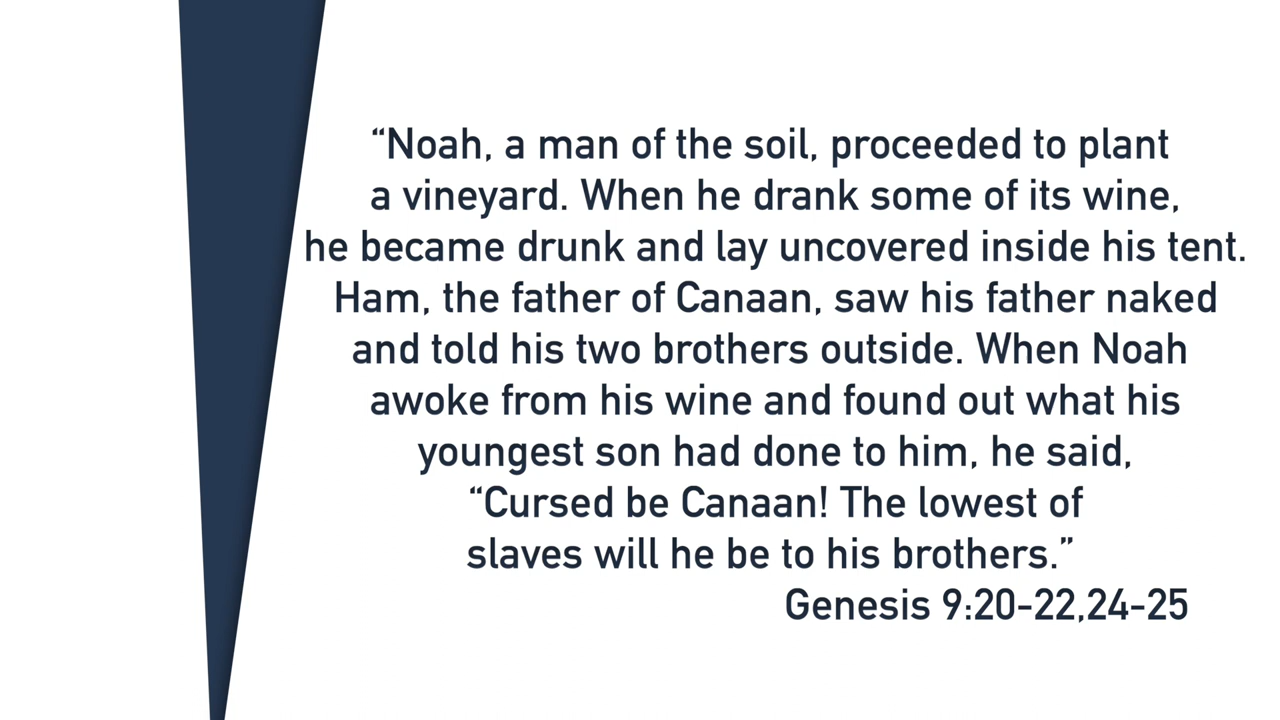 “Noah, a man of the soil, proceeded to plant
a vineyard. When he drank some of its wine,
he became drunk and lay uncovered inside his tent.
Ham, the father of Canaan, saw his father naked
and told his two brothers outside. When Noah
awoke from his wine and found out what his
youngest son had done to him, he said,
“Cursed be Canaan! The lowest of
slaves will he be to his brothers.”
Genesis 9:20-22,24-25